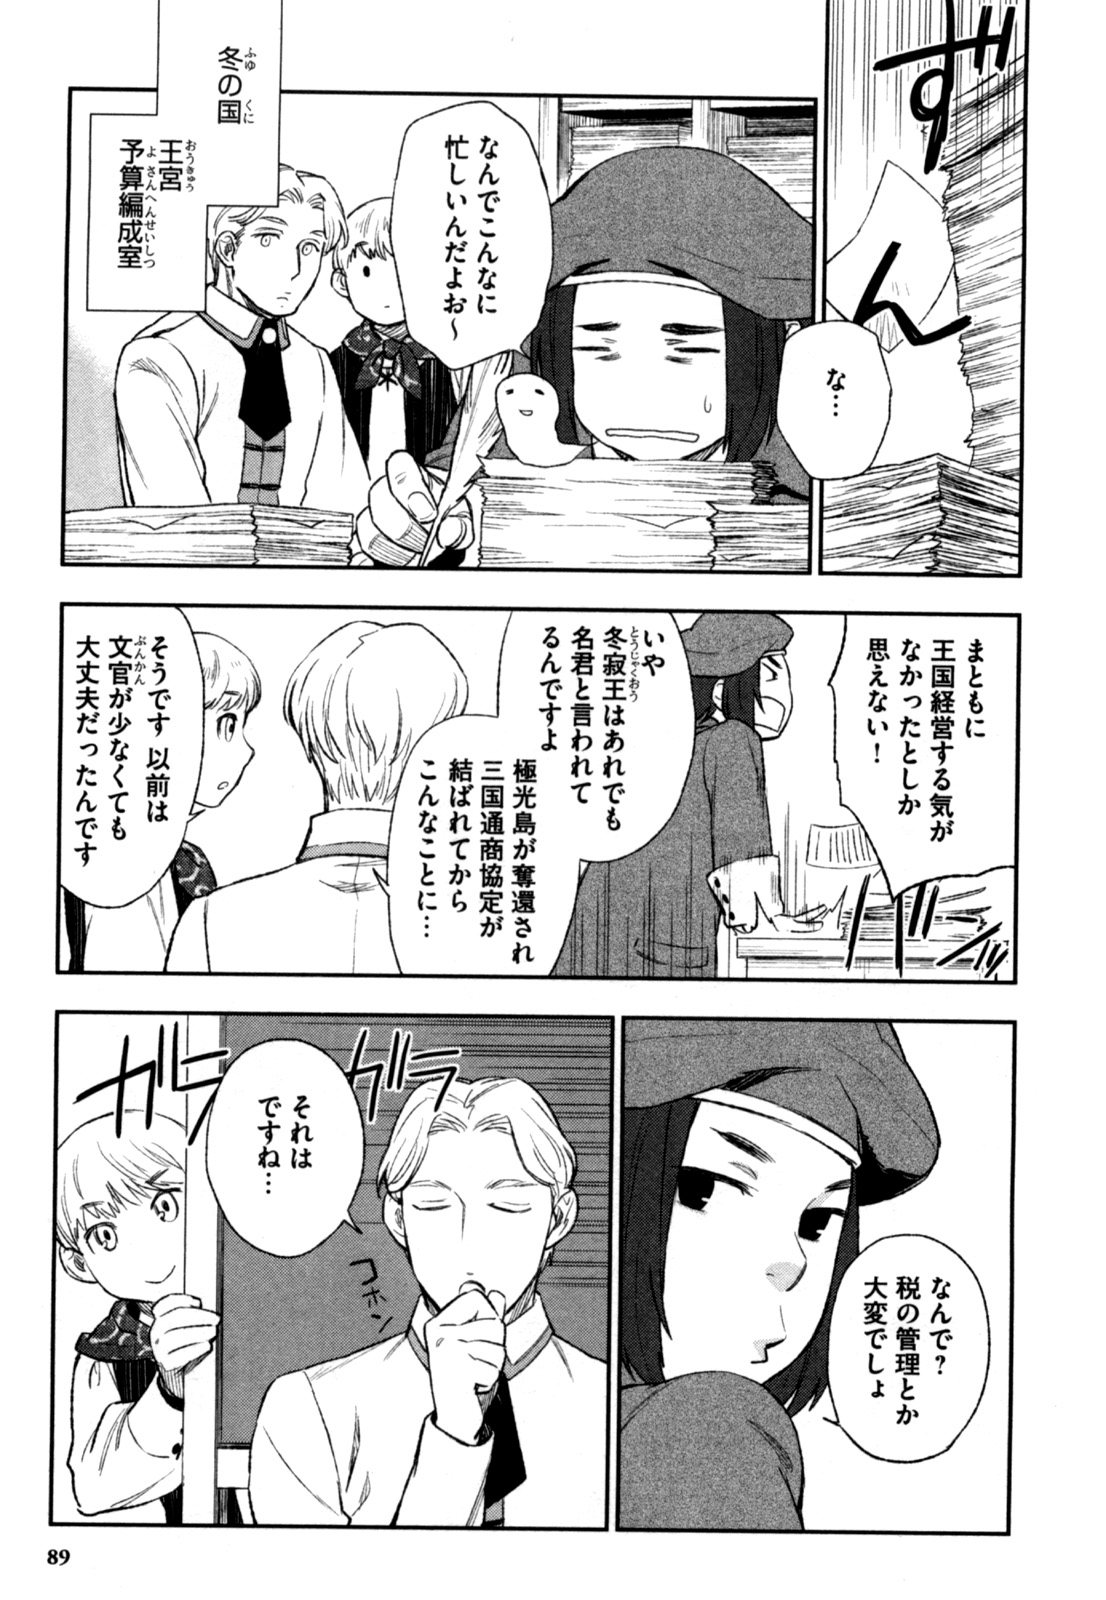 ずん
な…
冬の国
王宮
予算編成室
なんでこんなに
忙しいんだよお～
まともに
王国経営する気が
なかったとしか
思えない!
いや
冬寂王はあれでも
名君と言われて
るんですよ
極光島が奪還され
三国通商協定が
結ばれてから
こんなことに…
そうです 以前は
文官が少なくても
大丈夫だったんです
なんで?
税の管理とか
大変でしょ
ガラ
ガラ
コホン
それは
ですね…
89